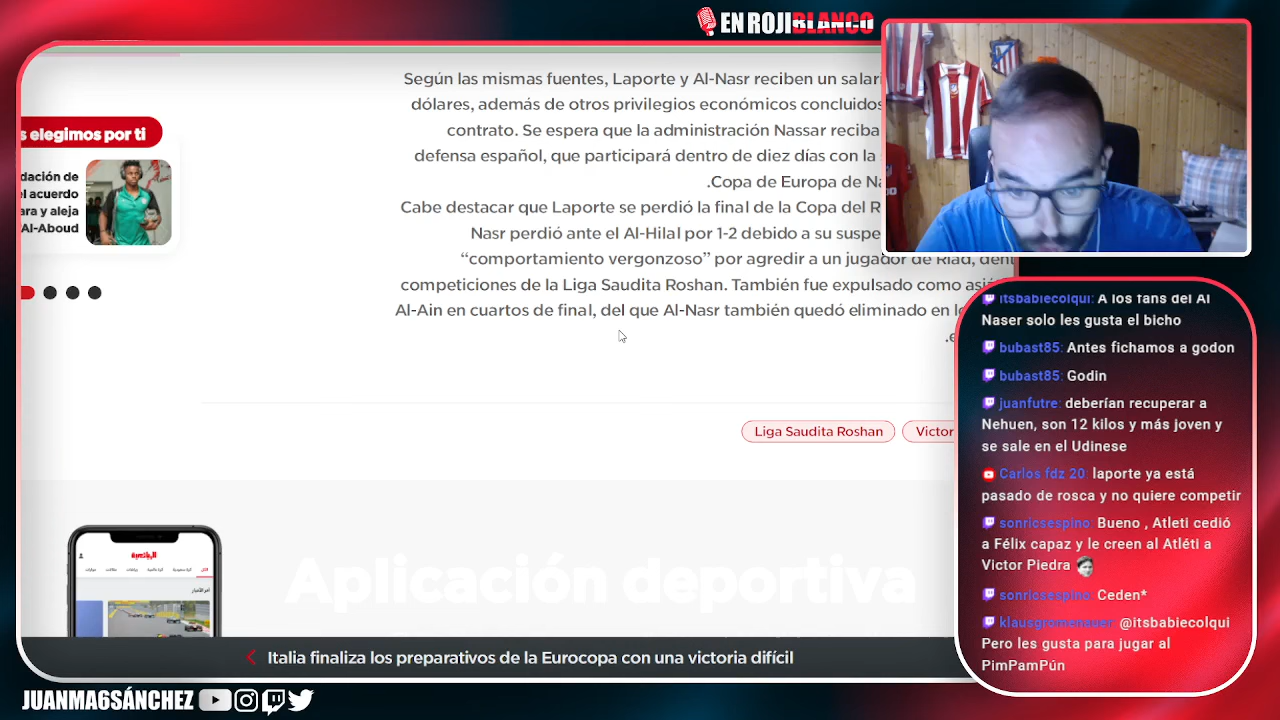 EN ROJIBLANCO
Según las mismas fuentes, Laporte y Al-Nasr reciben un salari
dólares, además de otros privilegios económicos concluidos
contrato. Se espera que la administración Nassar reciba
defensa español, que participará dentro de diez días con la
.Copa de Europa de Na
Cabe destacar que Laporte se perdió la final de la Copa del R
Nasr perdió ante el Al-Hilal por 1-2 debido a su suspe
“comportamiento vergonzoso” por agredir a un jugador de Riad, dent
competiciones de la Liga Saudita Roshan. También fue expulsado como asiá
Al-Ain en cuartos de final, del que Al-Nasr también quedó eliminado en l
.e
s elegimos por ti
dación de
el acuerdo
ara y aleja
Al-Aboud
Liga Saudita Roshan
Victor
الرياضية
Aplicación deportiva
Italia finaliza los preparativos de la Eurocopa con una victoria difícil
itsbabiecolqui: A los fans del Al
Naser solo les gusta el bicho
bubast85: Antes fichamos a godon
bubast85: Godin
juanfutre: deberían recuperar a
Nehuen, son 12 kilos y más joven y
se sale en el Udinese
Carlos fdz 20: laporte ya está
pasado de rosca y no quiere competir
sonricsespino: Bueno , Atleti cedió
a Félix capaz y le creen al Atléti a
Victor Piedra
sonricsespino: Ceden*
klausgromenauer: @itsbabiecolqui
Pero les gusta para jugar al
PimPamPún
JUANMA6SÁNCHEZ